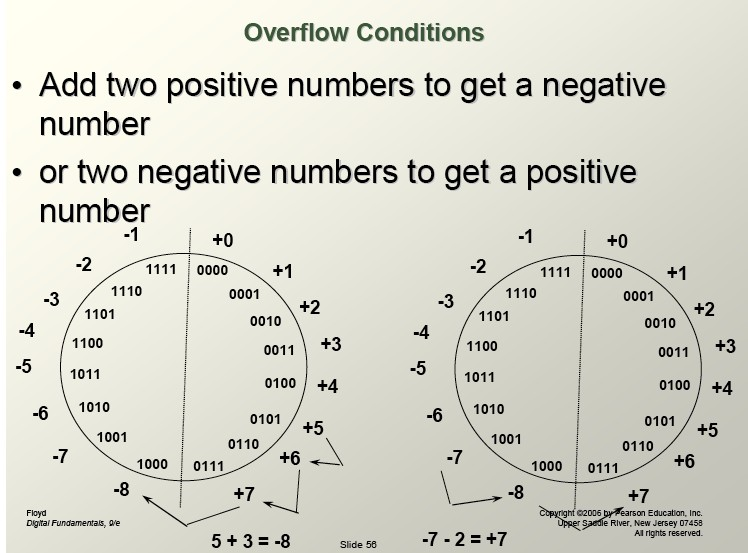 Overflow Conditions
• Add two positive numbers to get a negative
number
• or two negative numbers to get a positive
number
-1 +0
-2 1111 0000 +1
-3 1110 0001 +2
-4 1101 0010 +3
-5 1100 0011 +4
-6 1011 0100 +5
-7 1010 0101 +6
-8 1001 0110 +7
1000 0111
5 + 3 = -8
-1 +0
-2 1111 0000 +1
-3 1110 0001 +2
-4 1101 0010 +3
-5 1100 0011 +4
-6 1011 0100 +5
-7 1010 0101 +6
-8 1001 0110 +7
1000 0111
-7 - 2 = +7
Floyd
Digital Fundamentals, 9/e
Slide 56
Copyright ©2006 by Pearson Education, Inc.
Upper Saddle River, New Jersey 07458
All rights reserved.